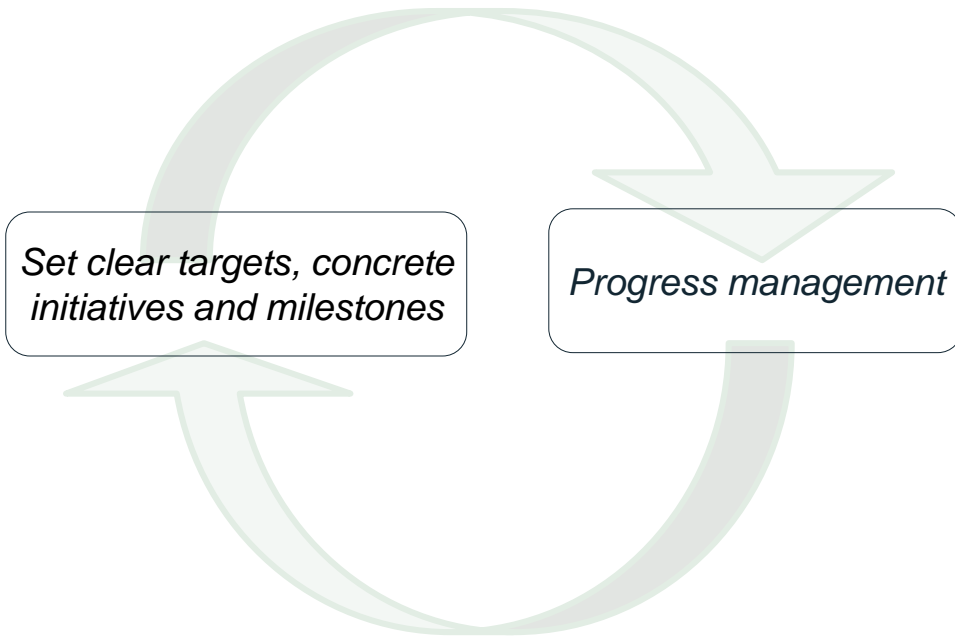 Set clear targets, concrete
initiatives and milestones
Progress management